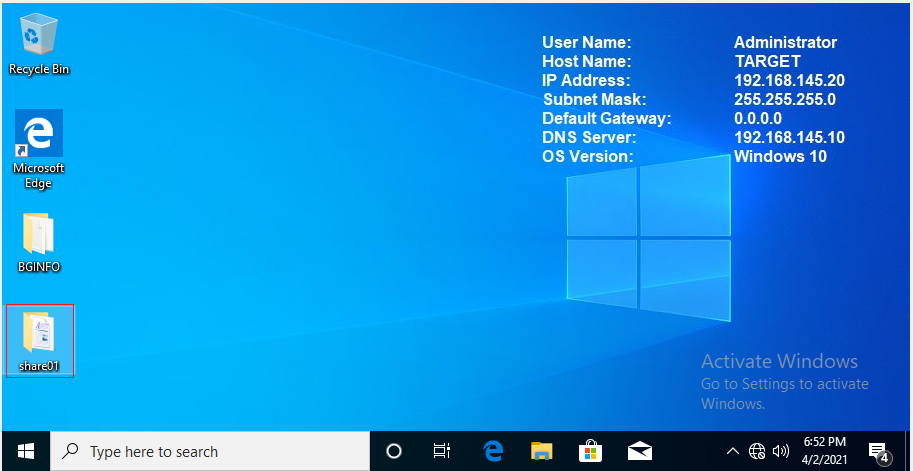 Recycle Bin
Microsoft
Edge
BGINFO
share01
User Name: Administrator
Host Name: TARGET
IP Address: 192.168.145.20
Subnet Mask: 255.255.255.0
Default Gateway: 0.0.0.0
DNS Server: 192.168.145.10
OS Version: Windows 10
Activate Windows
Go to Settings to activate
Windows.
Type here to search
6:52 PM
4/2/2021
4